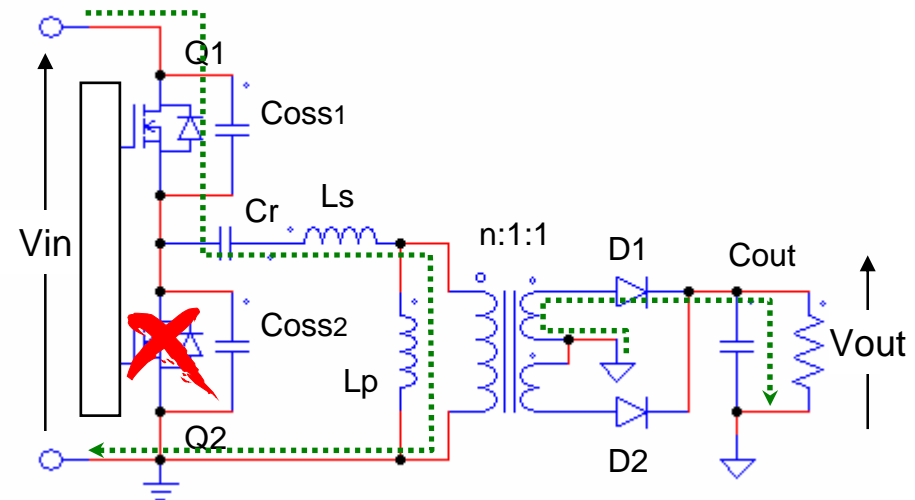 Q1
Coss1
Cr
Ls
Vin
n:1:1
D1
Cout
Coss2
Lp
Vout
Q2
D2